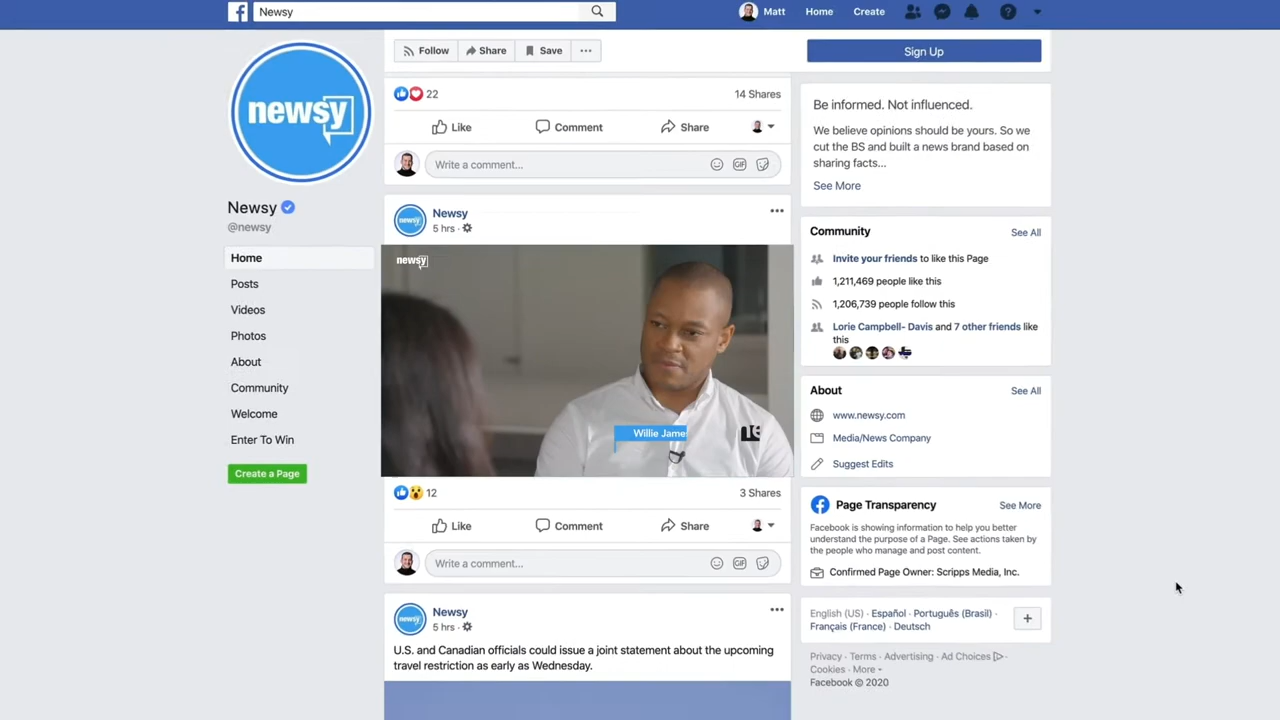 Newsy
Matt
Home
Create
newsy
Newsy
@newsy
Home
Posts
Videos
Photos
About
Community
Welcome
Enter To Win
Create a Page
Follow
Share
Save
Sign Up
22
14 Shares
Like
Comment
Share
Write a comment...
GIF
newsy
Newsy
5 hrs ·
newsy
Willie Jame
12
3 Shares
Like
Comment
Share
Write a comment...
GIF
newsy
Newsy
5 hrs ·
U.S. and Canadian officials could issue a joint statement about the upcoming
travel restriction as early as Wednesday.
Be informed. Not influenced.
We believe opinions should be yours. So we
cut the BS and built a news brand based on
sharing facts...
See More
Community
See All
Invite your friends to like this Page
1,211,469 people like this
1,206,739 people follow this
Lorie Campbell- Davis and 7 other friends like
this
About
See All
www.newsy.com
Media/News Company
Suggest Edits
Page Transparency
See More
Facebook is showing information to help you better
understand the purpose of a Page. See actions taken by
the people who manage and post content.
Confirmed Page Owner: Scripps Media, Inc.
English (US) · Español · Português (Brasil) ·
Français (France) · Deutsch
Privacy · Terms · Advertising · Ad Choices ·
Cookies · More
Facebook © 2020